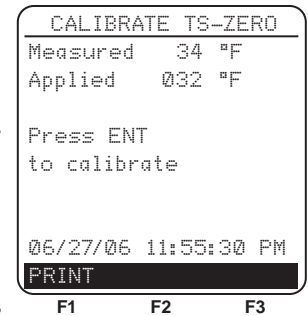 CALIBRATE TS-ZERO
Measured 34 °F
Applied 032 °F
Press ENT
to calibrate
06/27/06 11:55:30 PM
PRINT
F1 F2 F3